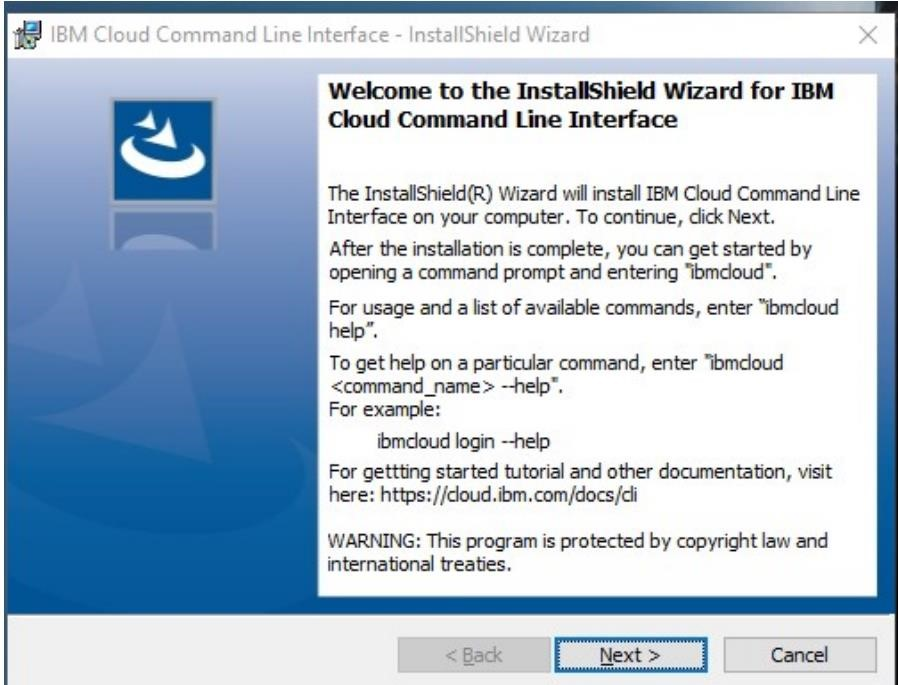 IBM Cloud Command Line Interface - InstallShield Wizard
Welcome to the InstallShield Wizard for IBM
Cloud Command Line Interface
The InstallShield(R) Wizard will install IBM Cloud Command Line
Interface on your computer. To continue, click Next.
After the installation is complete, you can get started by
opening a command prompt and entering "ibmcloud".
For usage and a list of available commands, enter “ibmcloud
help”.
To get help on a particular command, enter "ibmcloud
<command_name> --help".
For example:
ibmcloud login --help
For gettting started tutorial and other documentation, visit
here: https://cloud.ibm.com/docs/cli
WARNING: This program is protected by copyright law and
international treaties.
< Back
Next >
Cancel